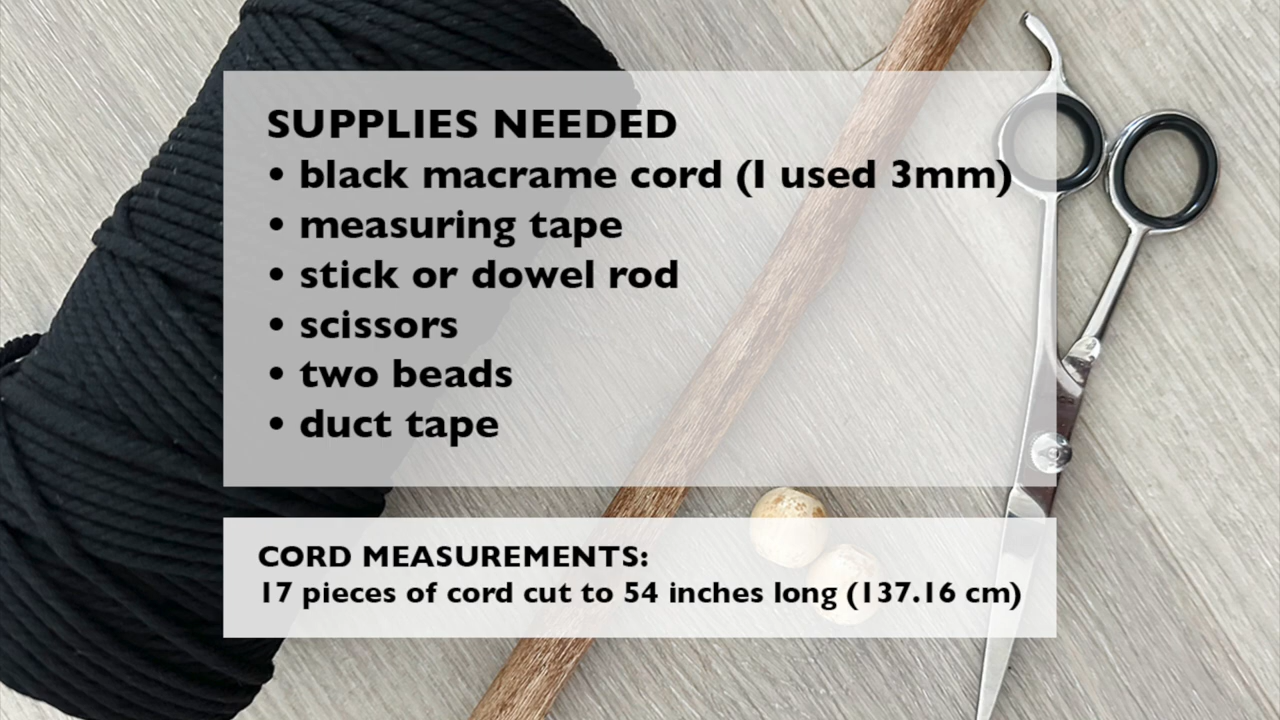 SUPPLIES NEEDED
• black macrame cord (I used 3mm)
• measuring tape
• stick or dowel rod
• scissors
• two beads
• duct tape
CORD MEASUREMENTS:
17 pieces of cord cut to 54 inches long (137.16 cm)